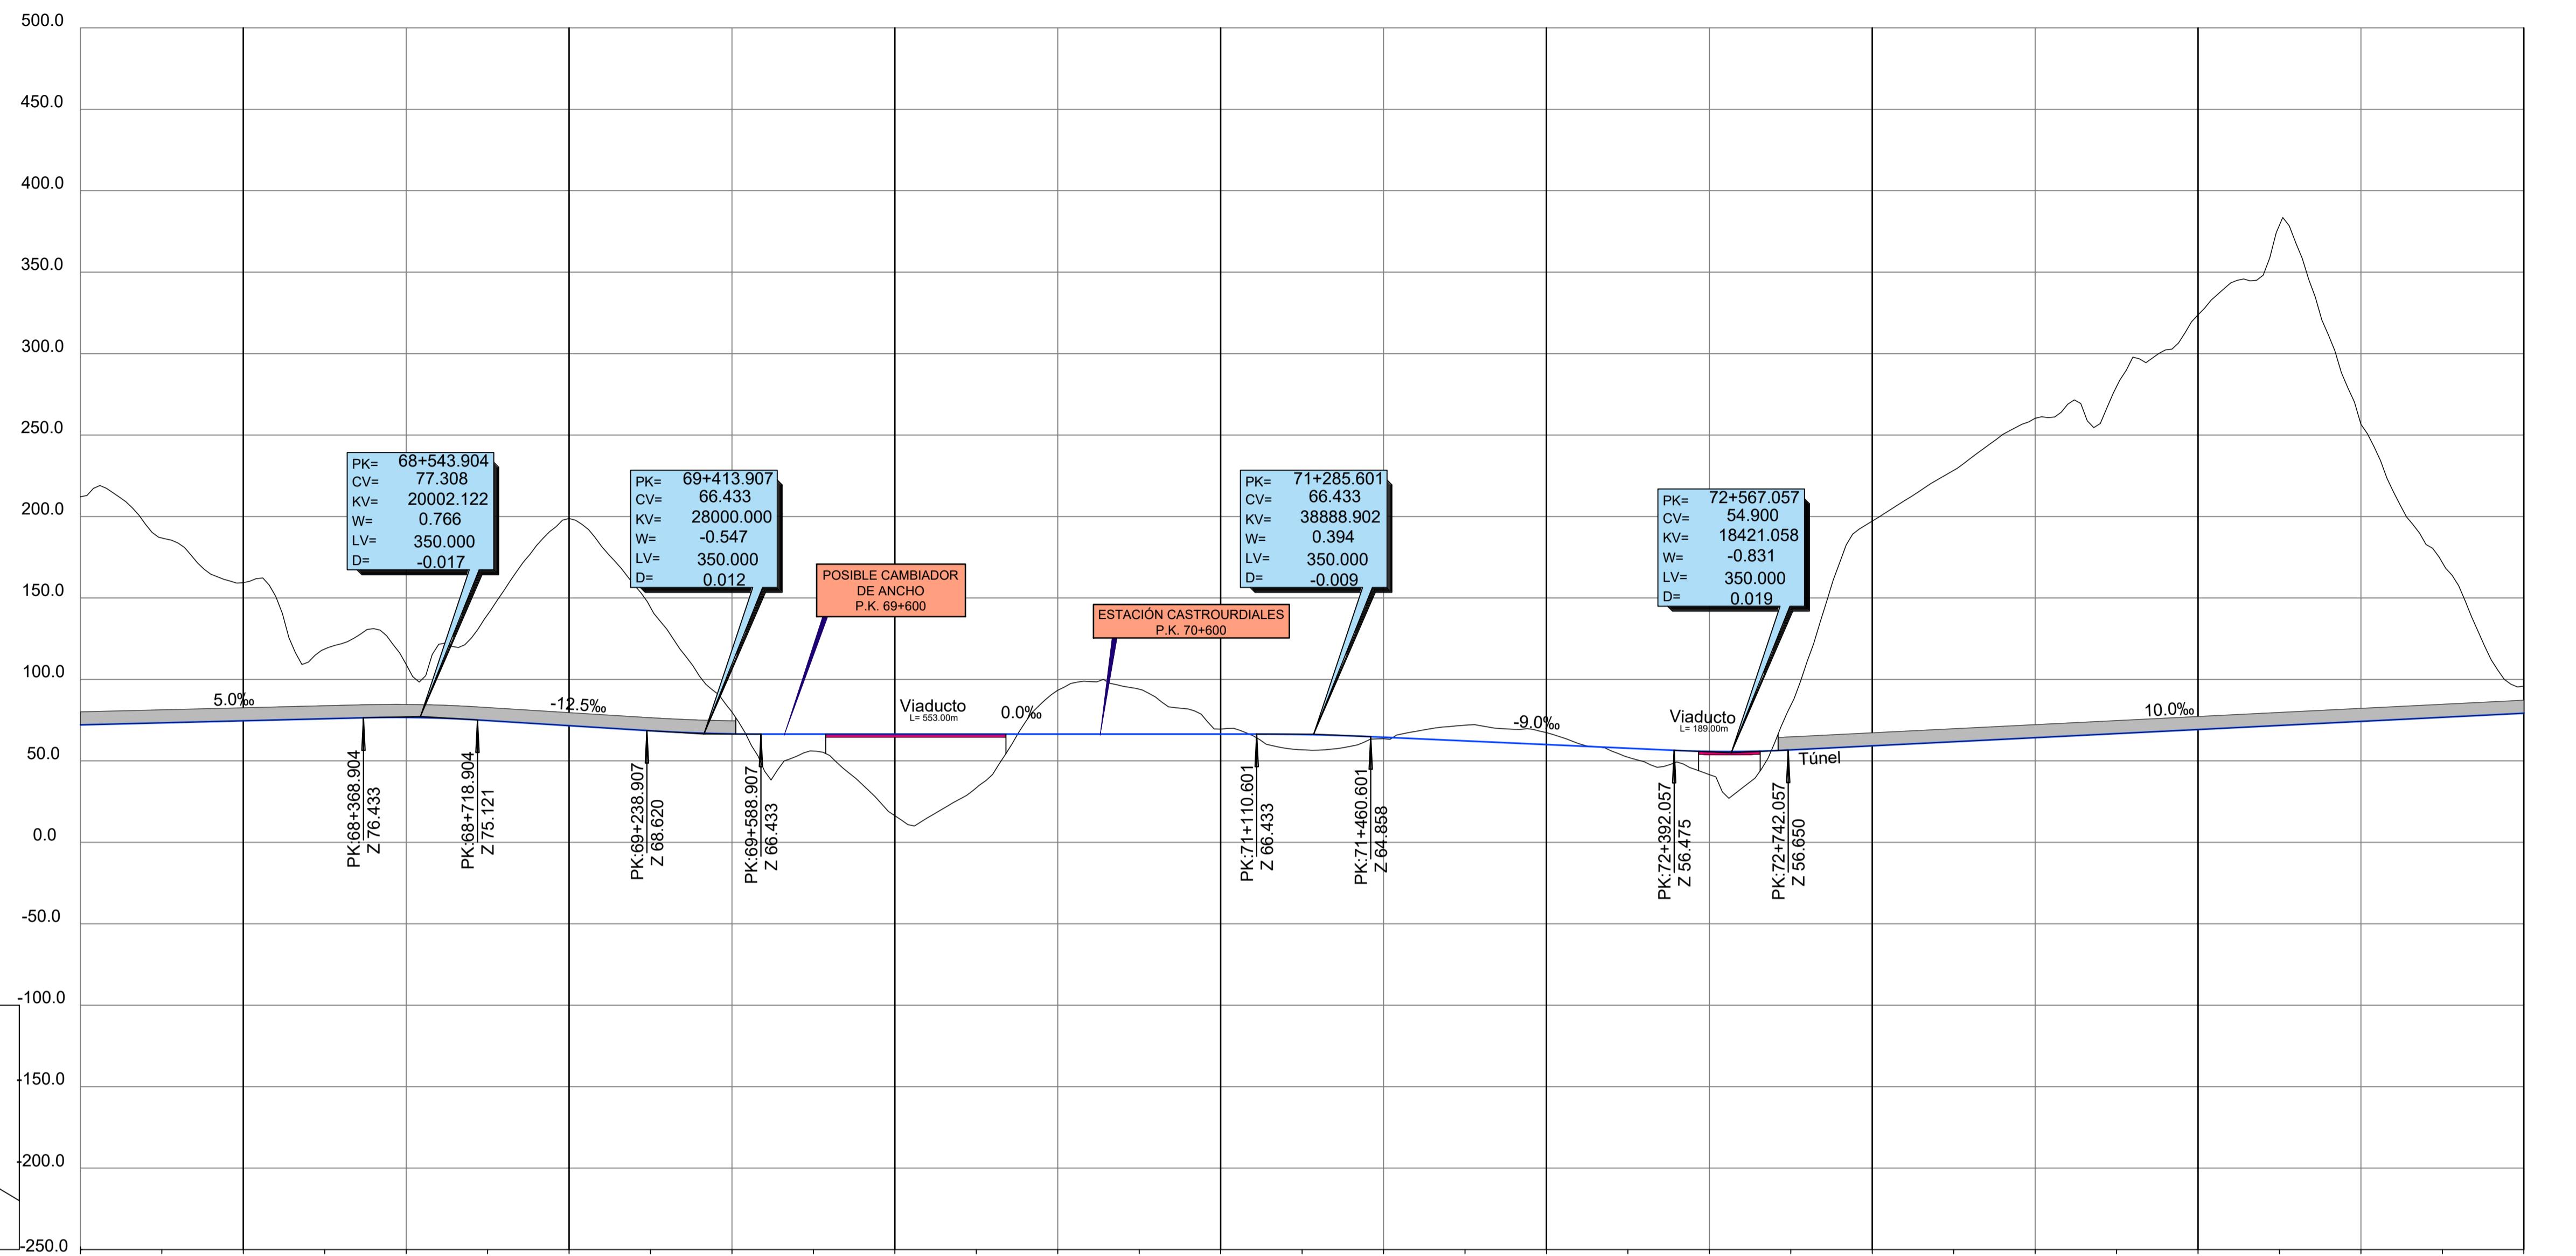 500.0
450.0
400.0
350.0
300.0
250.0
200.0
150.0
100.0
50.0
0.0
-50.0
-100.0
-150.0
-200.0
-250.0
PK= 68+543.904
CV= 77.308
KV= 20002.122
W= 0.766
LV= 350.000
D= -0.017
PK= 69+413.907
CV= 66.433
KV= 28000.000
W= -0.547
LV= 350.000
D= 0.012
POSIBLE CAMBIADOR
DE ANCHO
P.K. 69+600
ESTACIÓN CASTROURDIALES
P.K. 70+600
PK= 71+285.601
CV= 66.433
KV= 38888.902
W= 0.394
LV= 350.000
D= -0.009
PK= 72+567.057
CV= 54.900
KV= 18421.058
W= -0.831
LV= 350.000
D= 0.019
5.0‰
-12.5‰
Viaducto
L= 553.00m
0.0‰
-9.0‰
Viaducto
L= 189.00m
10.0‰
Túnel
PK:68+368.904
Z 76.433
PK:68+718.904
Z 75.121
PK:69+238.907
Z 68.620
PK:69+588.907
Z 66.433
PK:71+110.601
Z 66.433
PK:71+460.601
Z 64.858
PK:72+392.057
Z 56.475
PK:72+742.057
Z 56.650